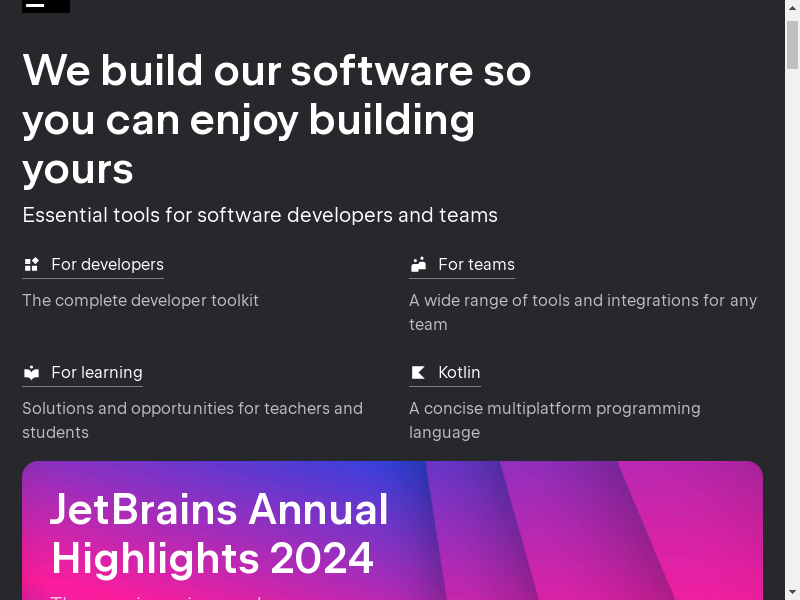 We build our software so
you can enjoy building
yours
Essential tools for software developers and teams
For developers
The complete developer toolkit
For teams
A wide range of tools and integrations for any
team
For learning
Solutions and opportunities for teachers and
students
Kotlin
A concise multiplatform programming
language
JetBrains Annual
Highlights 2024